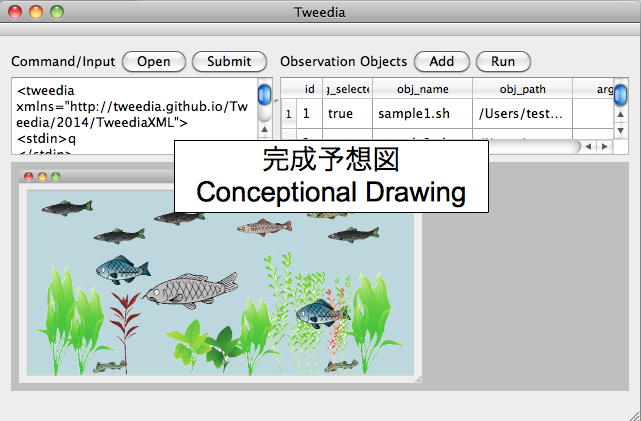 Tweedia
Command/Input Open Submit Observation Objects Add Run
<tweedia
xmlns="http://tweedia.github.io/Tw
eedia/2014/TweediaXML">
<stdin>q
</stdin>
id g_selecte obj_name obj_path arg
1 1 true sample1.sh /Users/test...
完成予想図
Conceptional Drawing